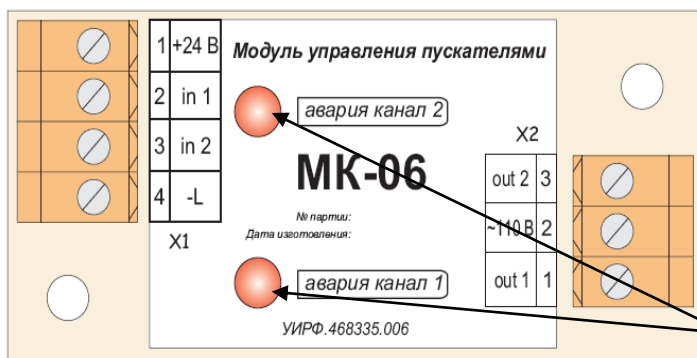 Модуль управления пускателями
1 +24 В
2 in 1
3 in 2
4 -L
X1
авария канал 2
МК-06
№ партии:
Дата изготовления:
авария канал 1
УИРФ.468335.006
X2
out 2 3
~110 В 2
out 1 1